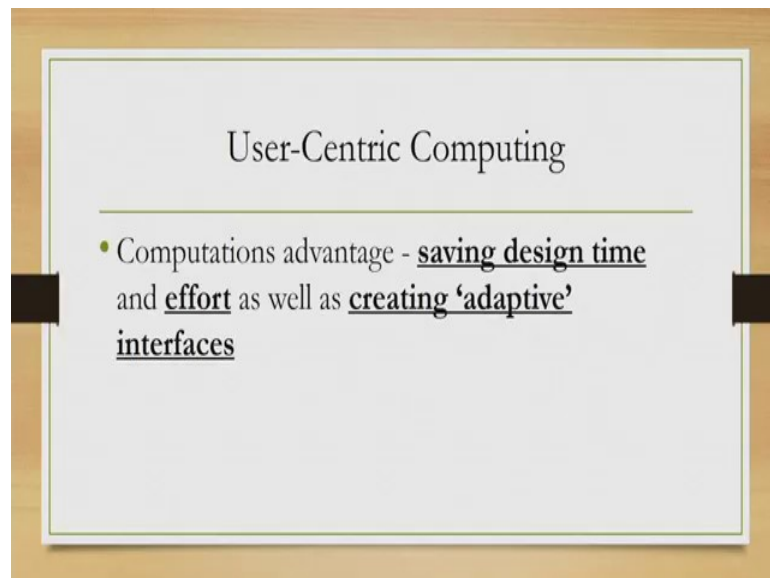 User-Centric Computing
• Computations advantage - saving design time
and effort as well as creating ‘adaptive’
interfaces